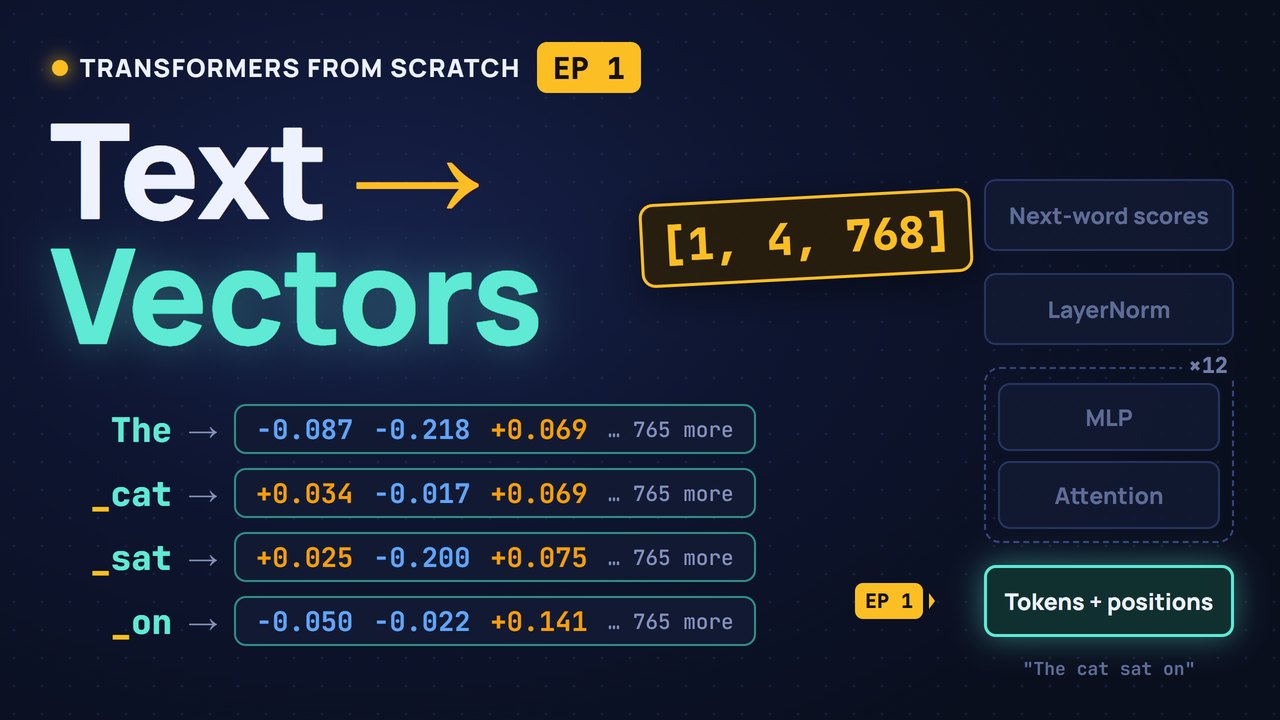 TRANSFORMERS FROM SCRATCH EP 1
Text →
Vectors
[1, 4, 768]
The → -0.087 -0.218 +0.069 … 765 more
_cat → +0.034 -0.017 +0.069 … 765 more
_sat → +0.025 -0.200 +0.075 … 765 more
_on → -0.050 -0.022 +0.141 … 765 more
Next-word scores
LayerNorm
×12
MLP
Attention
EP 1
Tokens + positions
"The cat sat on"